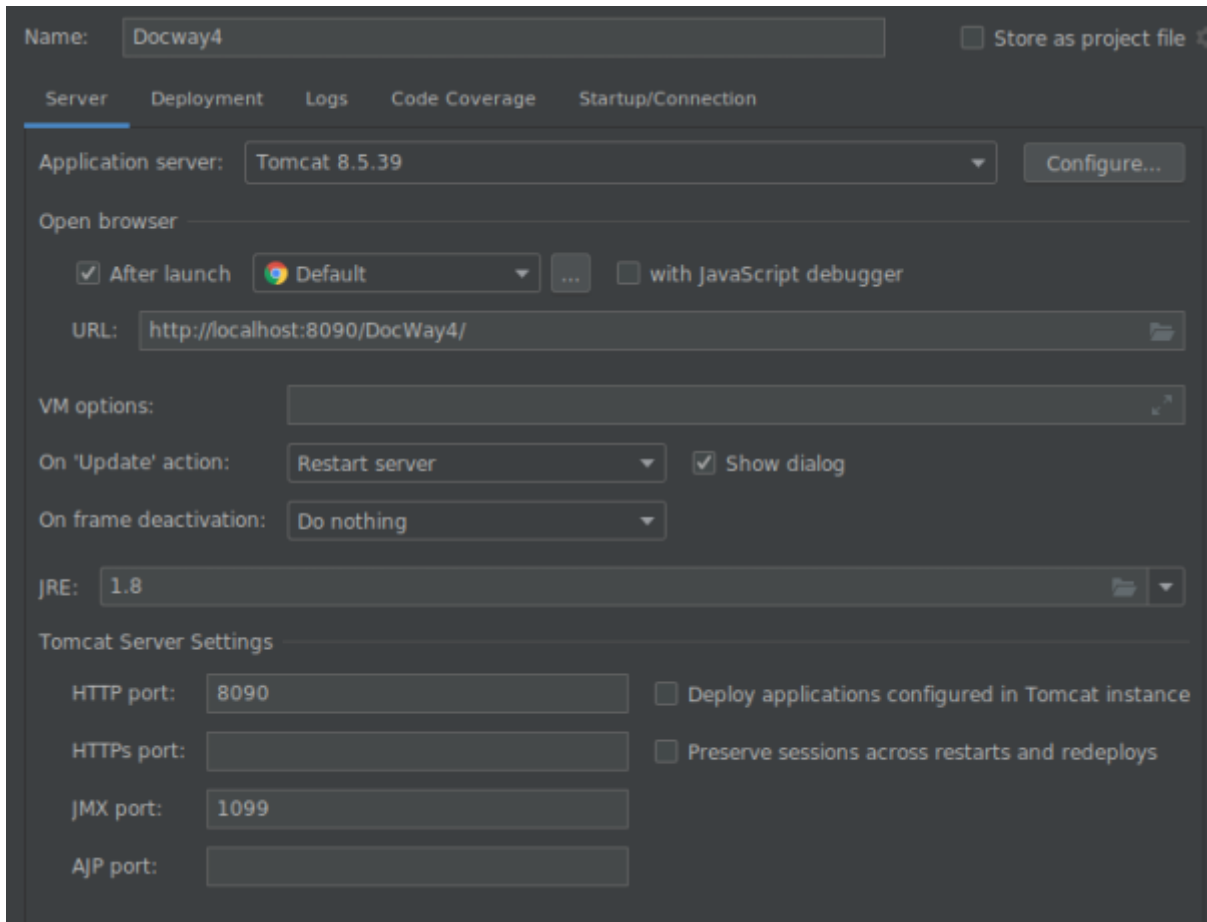 Name: Docway4 Store as project file
Server Deployment Logs Code Coverage Startup/Connection
Application server: Tomcat 8.5.39 Configure...
Open browser
After launch Default ... with JavaScript debugger
URL: http://localhost:8090/DocWay4/
VM options:
On 'Update' action: Restart server Show dialog
On frame deactivation: Do nothing
JRE: 1.8
Tomcat Server Settings
HTTP port: 8090 Deploy applications configured in Tomcat instance
HTTPs port: Preserve sessions across restarts and redeploys
JMX port: 1099
AJP port: